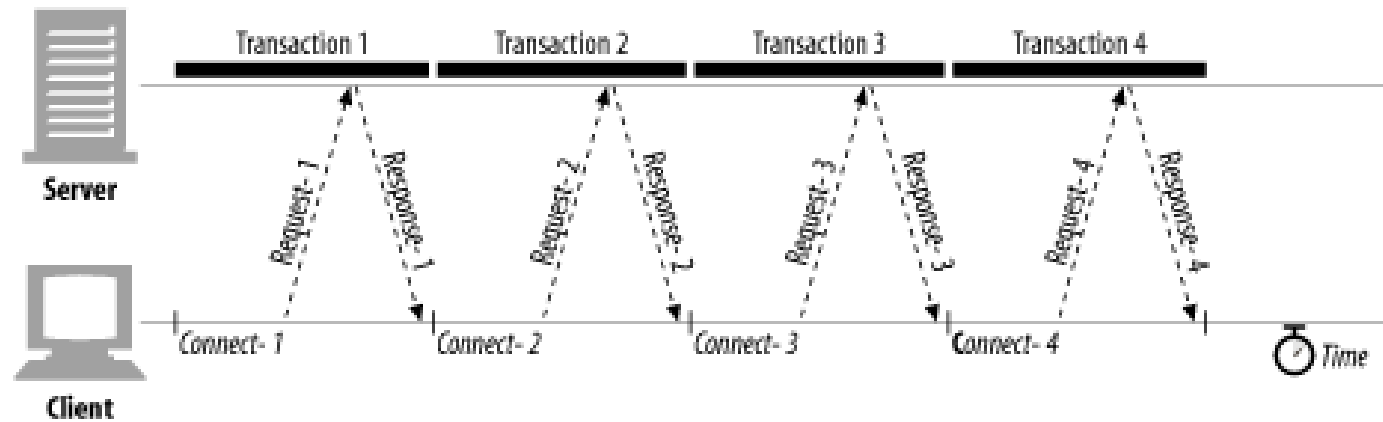 Transaction 1 Transaction 2 Transaction 3 Transaction 4
Server
Request- 1
Response- 1
Request- 2
Response- 2
Request- 3
Response- 3
Request- 4
Response- 4
Connect- 1 Connect- 2 Connect- 3 Connect- 4
Time
Client